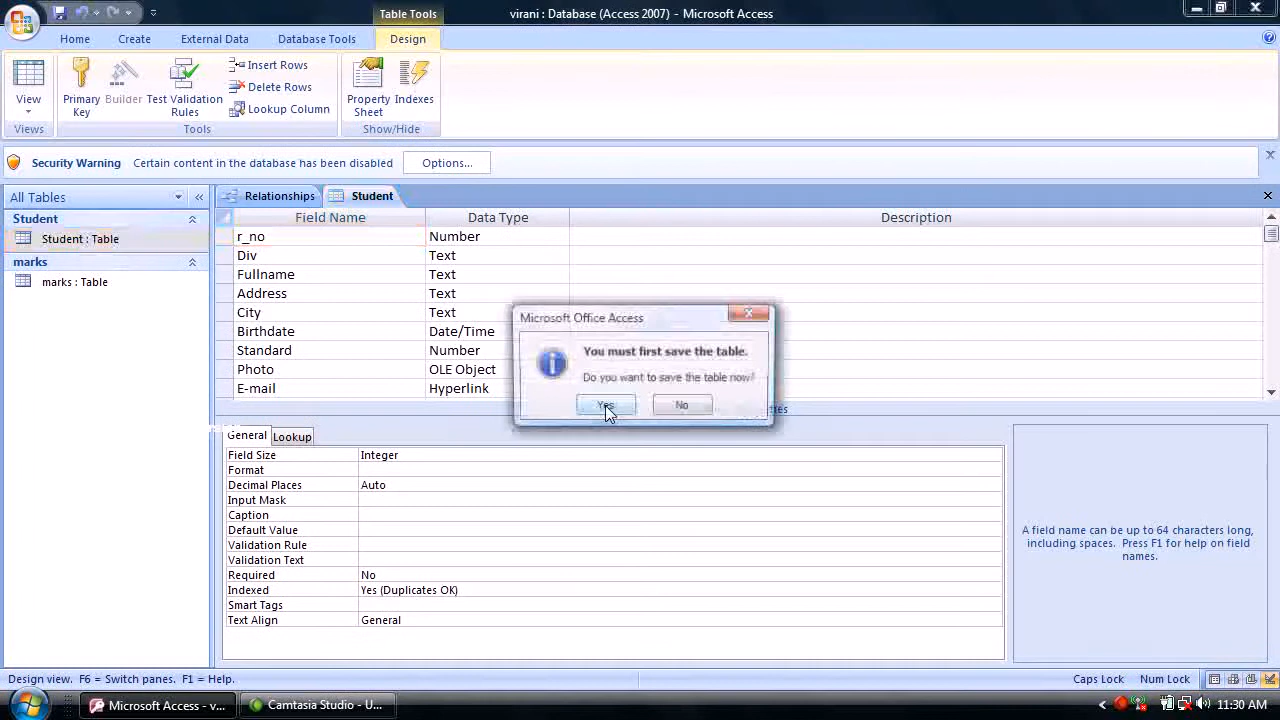 Table Tools
virani : Database (Access 2007) - Microsoft Access
Home Create External Data Database Tools Design
View
Primary Key
Builder
Test Validation Rules
Insert Rows
Delete Rows
Lookup Column
Property Sheet
Indexes
Views Tools Show/Hide
Security Warning Certain content in the database has been disabled Options...
All Tables
Student
Student : Table
marks
marks : Table
Relationships Student
Field Name Data Type Description
r_no Number
Div Text
Fullname Text
Address Text
City Text
Birthdate Date/Time
Standard Number
Photo OLE Object
E-mail Hyperlink
Microsoft Office Access
You must first save the table.
Do you want to save the table now?
Yes No
General Lookup
Field Size Integer
Format
Decimal Places Auto
Input Mask
Caption
Default Value
Validation Rule
Validation Text
Required No
Indexed Yes (Duplicates OK)
Smart Tags
Text Align General
A field name can be up to 64 characters long,
including spaces. Press F1 for help on field
names.
Design view. F6 = Switch panes. F1 = Help.
Caps Lock Num Lock
Microsoft Access - v...
Camtasia Studio - U...
11:30 AM